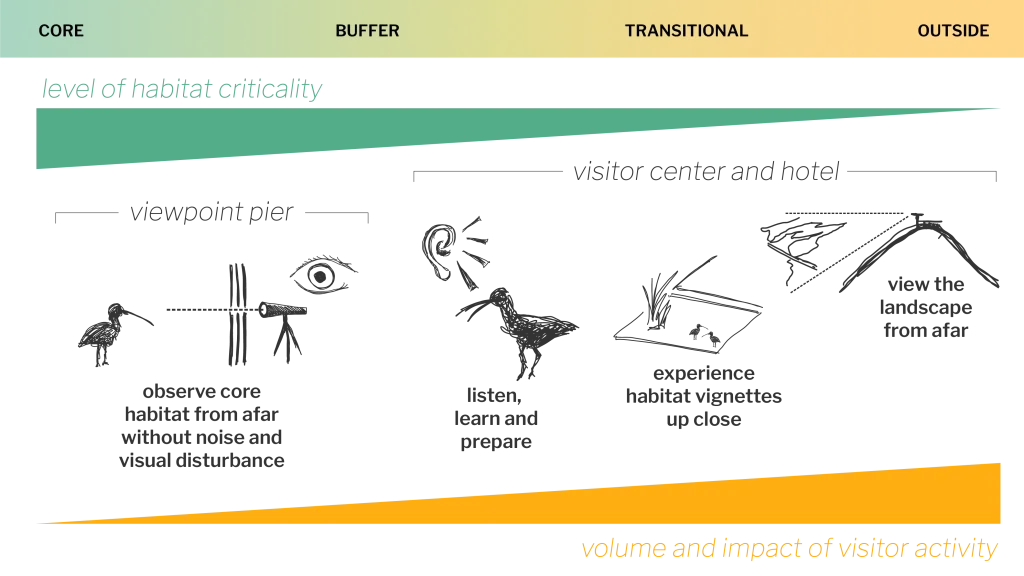 CORE BUFFER TRANSITIONAL OUTSIDE
level of habitat criticality
visitor center and hotel
viewpoint pier
observe core
habitat from afar
without noise and
visual disturbance
listen,
learn and
prepare
experience
habitat vignettes
up close
view the
landscape
from afar
volume and impact of visitor activity